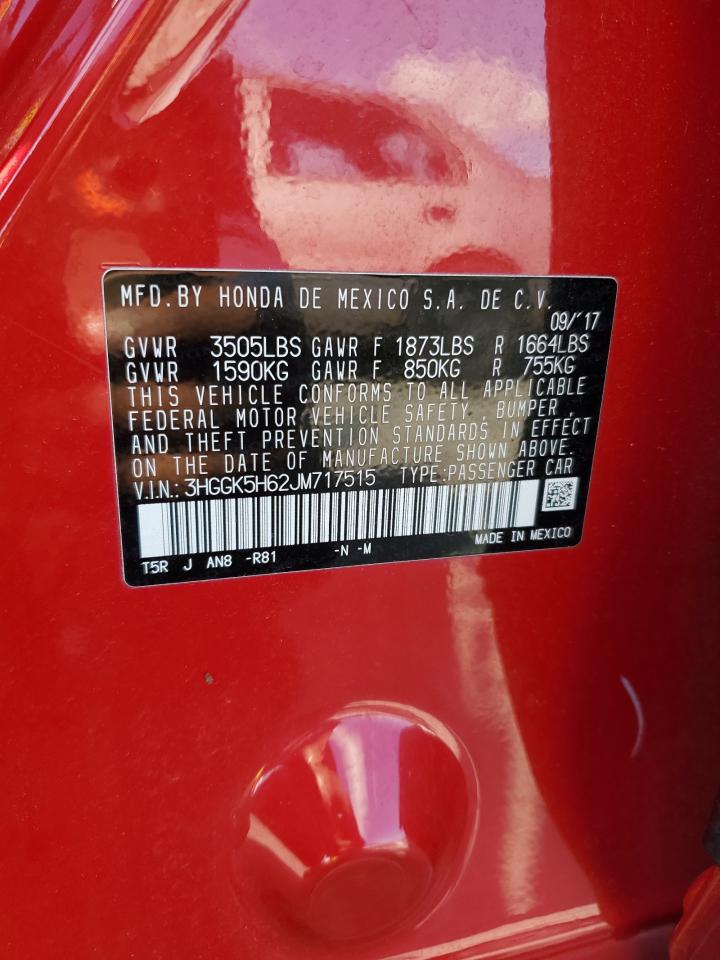 MFD.BY HONDA DE MEXICO S.A. DE C.V.
09/'17
GVWR 3505LBS GAWR F 1873LBS R 1664LBS
GVWR 1590KG GAWR F 850KG R 755KG
THIS VEHICLE CONFORMS TO ALL APPLICABLE
FEDERAL MOTOR VEHICLE SAFETY, BUMPER,
AND THEFT PREVENTION STANDARDS IN EFFECT
ON THE DATE OF MANUFACTURE SHOWN ABOVE.
V.I.N.: 3HGGK5H62JM717515 TYPE:PASSENGER CAR
MADE IN MEXICO
T5R J AN8 -R81 -N -M